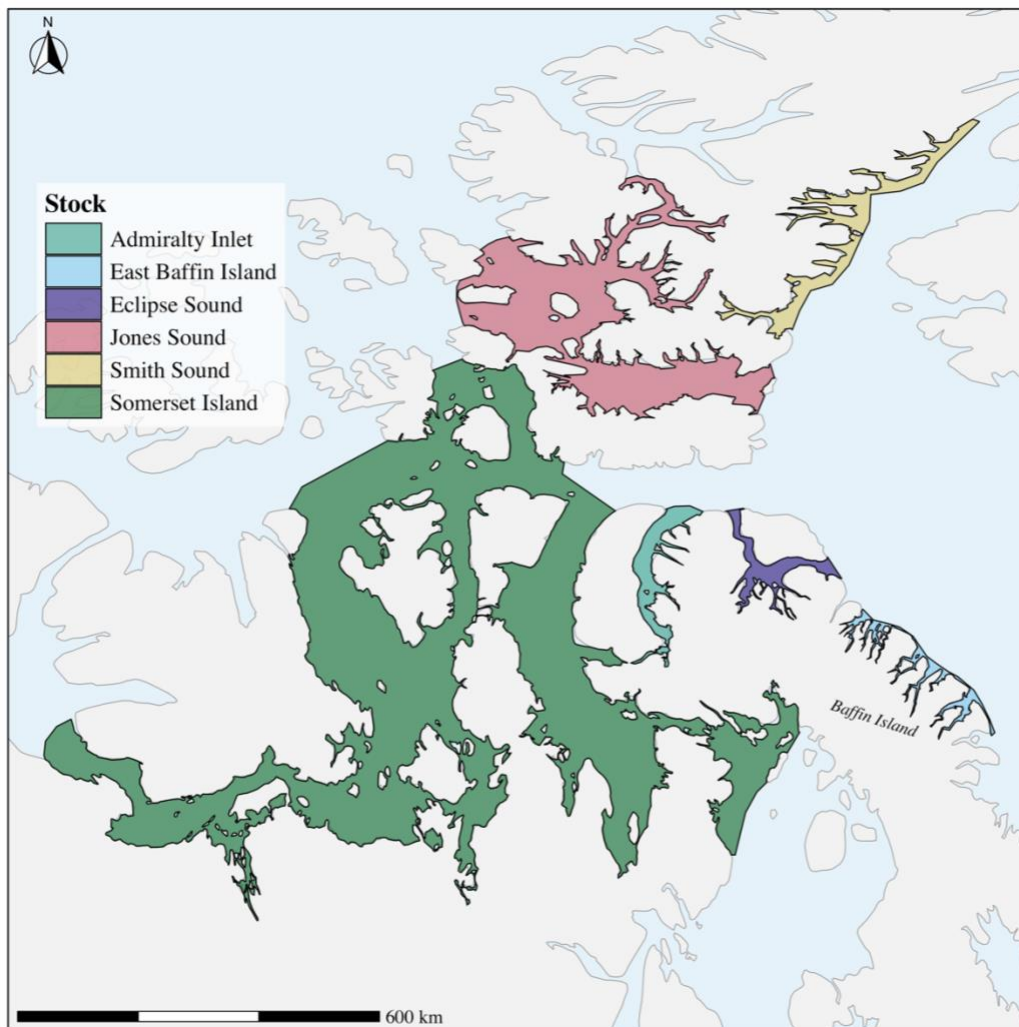 N
Stock
Admiralty Inlet
East Baffin Island
Eclipse Sound
Jones Sound
Smith Sound
Somerset Island
Baffin Island
600 km